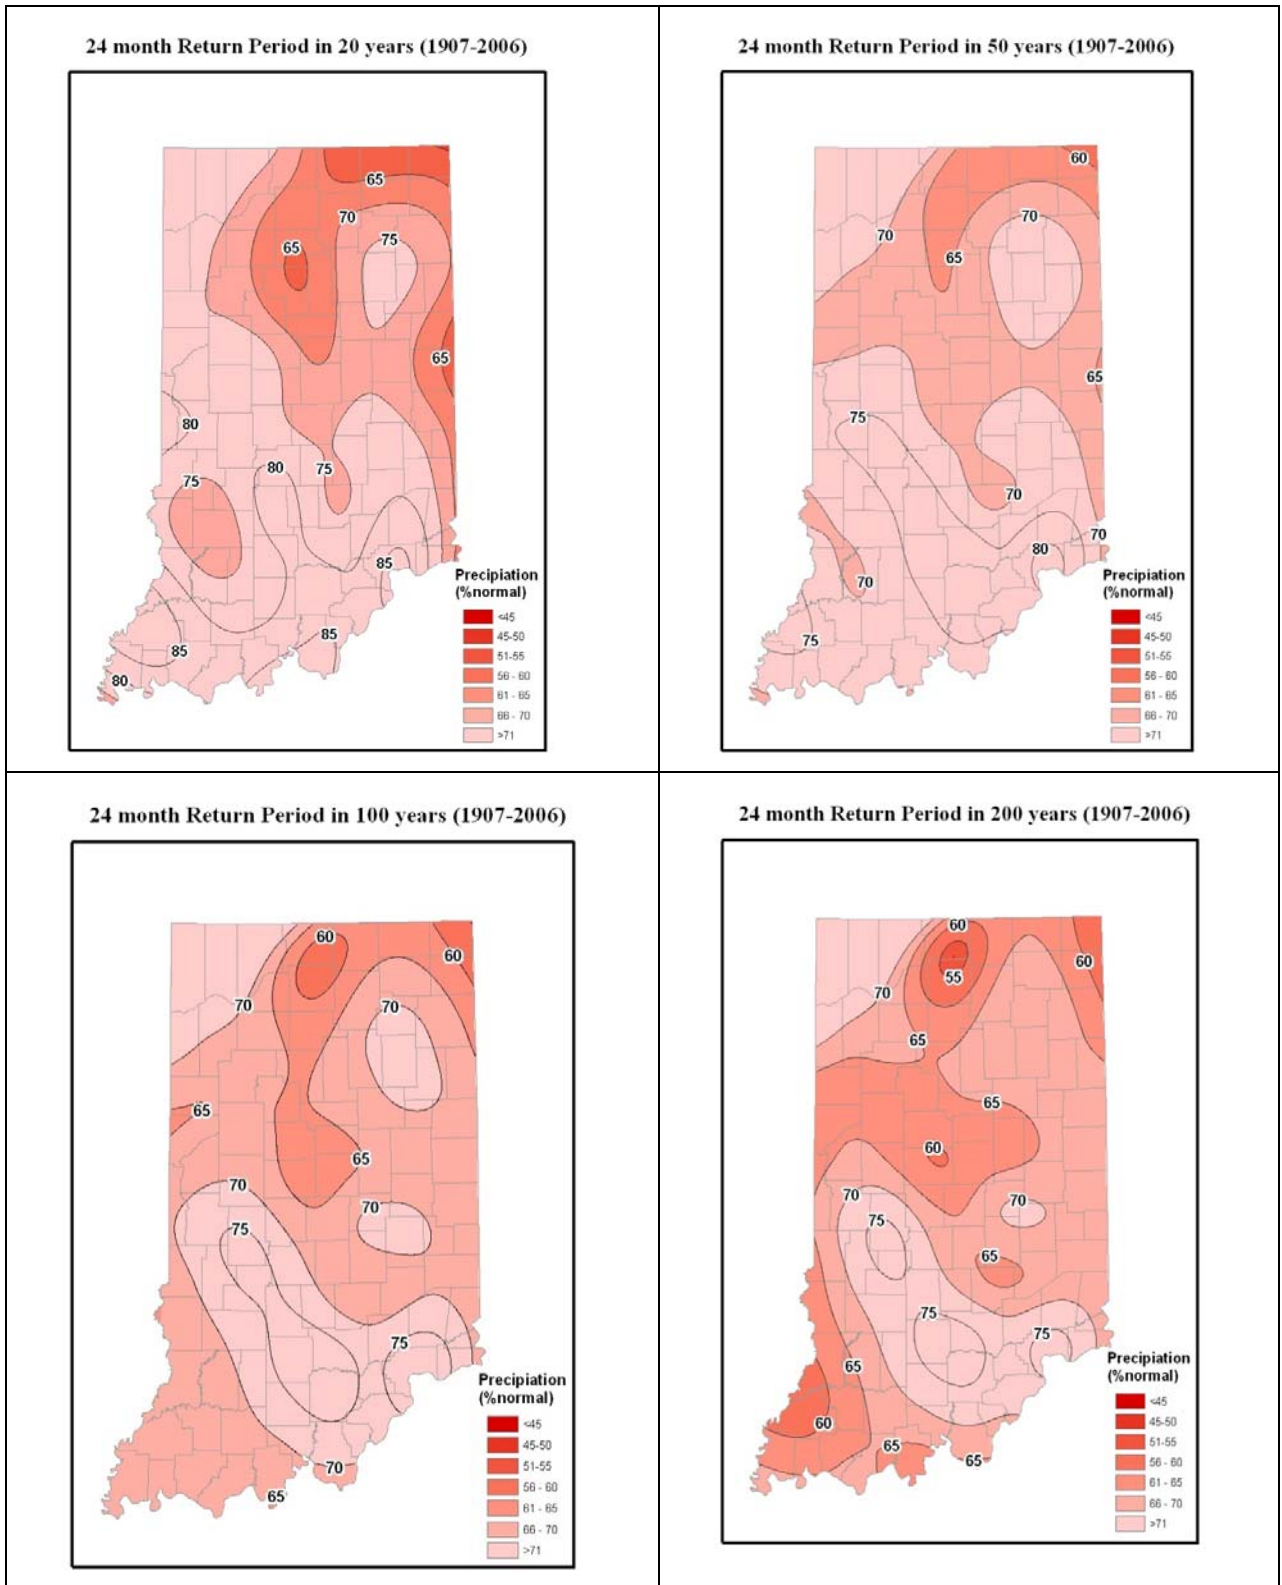 24 month Return Period in 20 years (1907-2006)
65
70
75
65
65
80
80
75
75
85
85
85
80
Precipiation
(%normal)
<45
45-50
51-55
56 - 60
61 - 65
66 - 70
>71
24 month Return Period in 50 years (1907-2006)
60
70
70
65
65
75
70
70
80
70
75
Precipiation
(%normal)
<45
45-50
51-55
56 - 60
61 - 65
66 - 70
>71
24 month Return Period in 100 years (1907-2006)
60
60
70
70
65
65
70
70
75
75
70
65
Precipiation
(%normal)
<45
45-50
51-55
56 - 60
61 - 65
66 - 70
>71
24 month Return Period in 200 years (1907-2006)
60
60
55
70
65
65
60
70
70
75
65
75
75
65
60
65
65
Precipiation
(%normal)
<45
45-50
51-55
56 - 60
61 - 65
66 - 70
>71